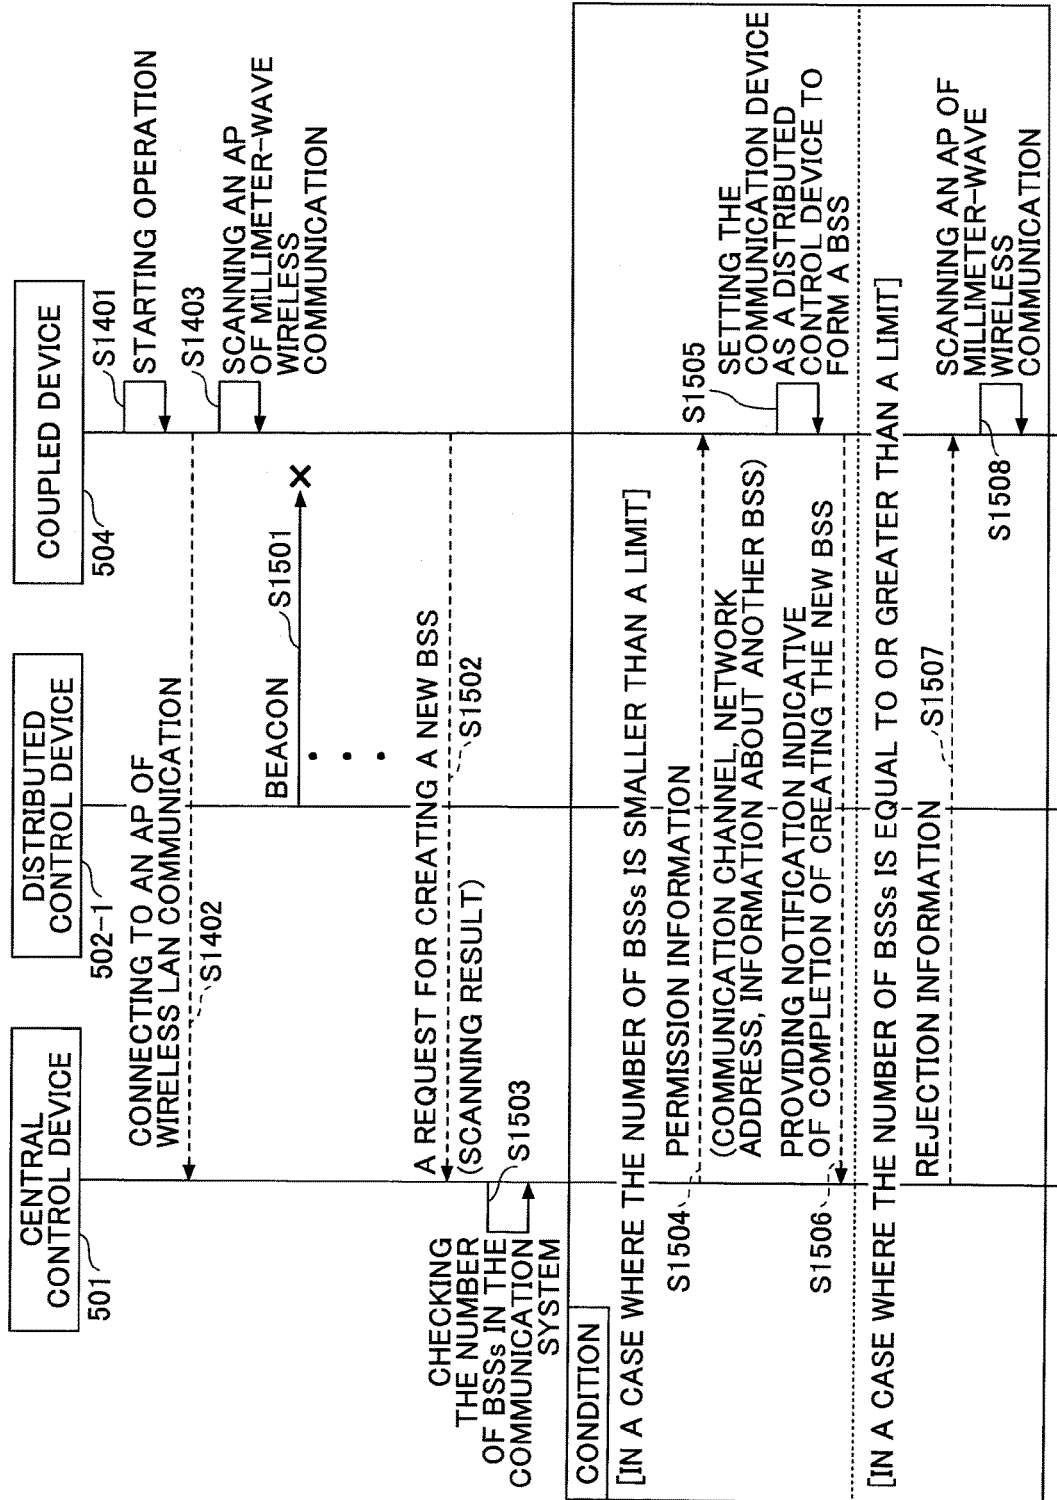 CENTRAL
CONTROL DEVICE
501
DISTRIBUTED
CONTROL DEVICE
502-1
COUPLED DEVICE
504
S1401
STARTING OPERATION
CONNECTING TO AN AP OF
WIRELESS LAN COMMUNICATION
S1402
S1403
SCANNING AN AP
OF MILLIMETER-WAVE
WIRELESS
COMMUNICATION
BEACON
S1501
A REQUEST FOR CREATING A NEW BSS
(SCANNING RESULT)
S1502
CHECKING
THE NUMBER
OF BSSs IN THE
COMMUNICATION
SYSTEM
S1503
CONDITION
[IN A CASE WHERE THE NUMBER OF BSSs IS SMALLER THAN A LIMIT]
PERMISSION INFORMATION
S1504
(COMMUNICATION CHANNEL, NETWORK
ADDRESS, INFORMATION ABOUT ANOTHER BSS)
S1505
SETTING THE
COMMUNICATION DEVICE
AS A DISTRIBUTED
CONTROL DEVICE TO
FORM A BSS
PROVIDING NOTIFICATION INDICATIVE
OF COMPLETION OF CREATING THE NEW BSS
S1506
[IN A CASE WHERE THE NUMBER OF BSSs IS EQUAL TO OR GREATER THAN A LIMIT]
REJECTION INFORMATION
S1507
S1508
SCANNING AN AP OF
MILLIMETER-WAVE
WIRELESS
COMMUNICATION